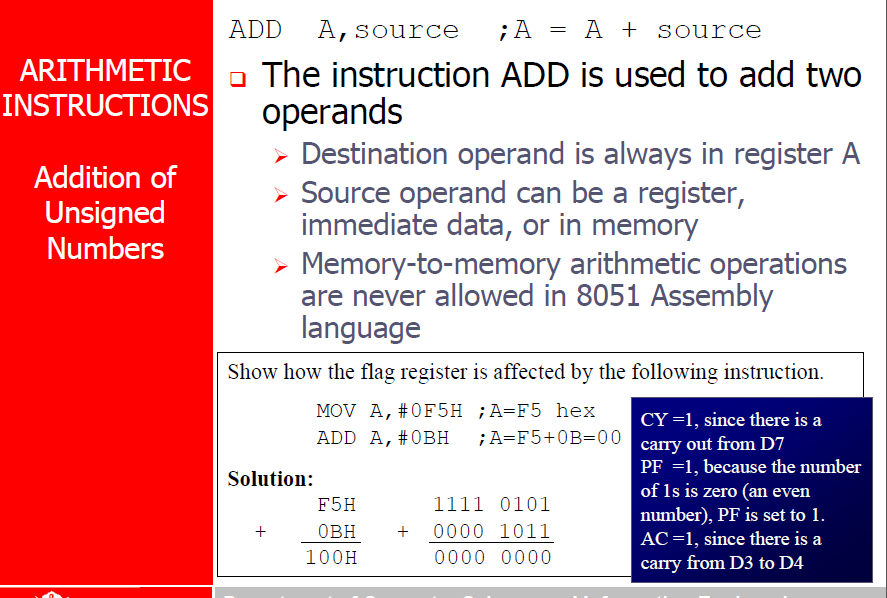 ARITHMETIC
INSTRUCTIONS
Addition of
Unsigned
Numbers
ADD A,source ;A = A + source
The instruction ADD is used to add two
operands
Destination operand is always in register A
Source operand can be a register,
immediate data, or in memory
Memory-to-memory arithmetic operations
are never allowed in 8051 Assembly
language
Show how the flag register is affected by the following instruction.
MOV A,#0F5H ;A=F5 hex
ADD A,#0BH ;A=F5+0B=00
Solution:
F5H 1111 0101
+ 0BH + 0000 1011
100H 0000 0000
CY =1, since there is a
carry out from D7
PF =1, because the number
of 1s is zero (an even
number), PF is set to 1.
AC =1, since there is a
carry from D3 to D4